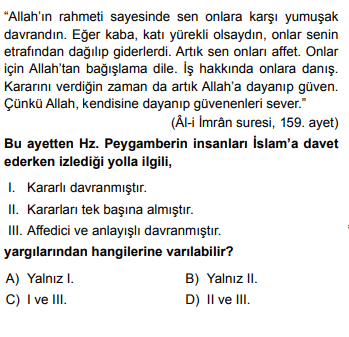 “Allah’ın rahmeti sayesinde sen onlara karşı yumuşak
davrandın. Eğer kaba, katı yürekli olsaydın, onlar senin
etrafından dağılıp giderlerdi. Artık sen onları affet. Onlar
için Allah’tan bağışlama dile. İş hakkında onlara danış.
Kararını verdiğin zaman da artık Allah’a dayanıp güven.
Çünkü Allah, kendisine dayanıp güvenenleri sever.”
(Âl-i İmrân suresi, 159. ayet)
Bu ayetten Hz. Peygamberin insanları İslam’a davet
ederken izlediği yolla ilgili,
I. Kararlı davranmıştır.
II. Kararları tek başına almıştır.
III. Affedici ve anlayışlı davranmıştır.
yargılarından hangilerine varılabilir?
A) Yalnız I. B) Yalnız II.
C) I ve III. D) II ve III.